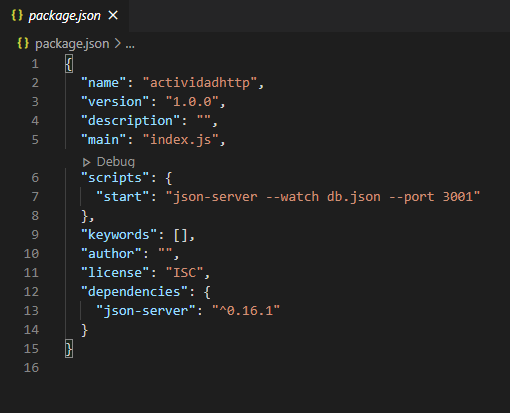 {} package.json ×
{} package.json > ...
1 {
2 "name": "actividadhttp",
3 "version": "1.0.0",
4 "description": "",
5 "main": "index.js",
▷ Debug
6 "scripts": {
7 "start": "json-server --watch db.json --port 3001"
8 },
9 "keywords": [],
10 "author": "",
11 "license": "ISC",
12 "dependencies": {
13 "json-server": "^0.16.1"
14 }
15 }
16